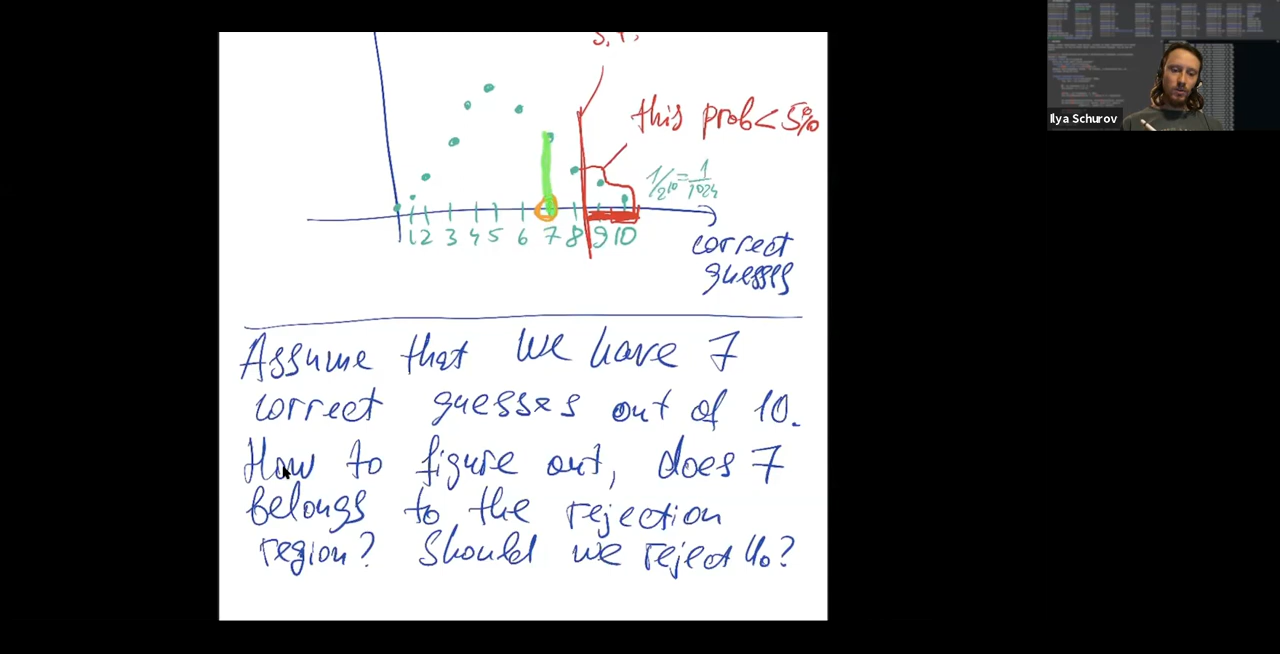 this prob < 5%
1/2^10 = 1/1024
1 2 3 4 5 6 7 8 9 10
correct
guesses
Assume that we have 7
correct guesses out of 10.
How to figure out, does 7
belongs to the rejection
region? Should we reject H₀?
Ilya Schurov